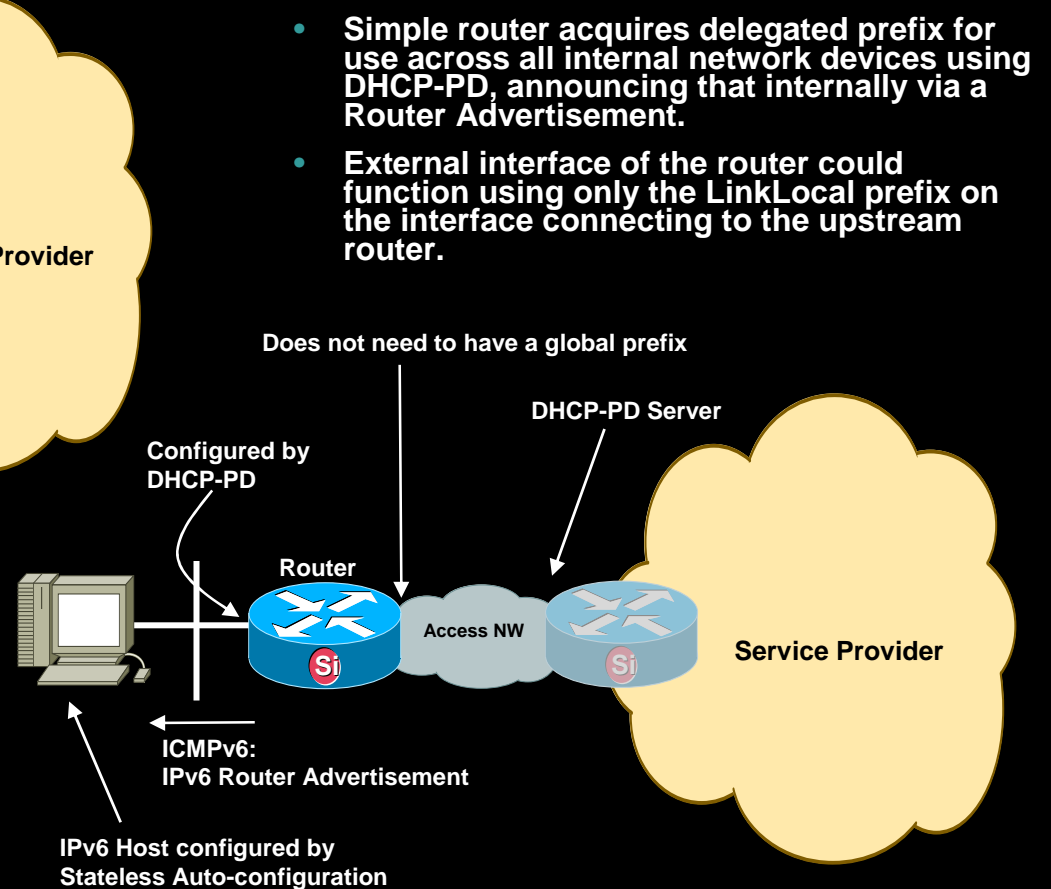 Simple router acquires delegated prefix for
use across all internal network devices using
DHCP-PD, announcing that internally via a
Router Advertisement.
External interface of the router could
function using only the LinkLocal prefix on
the interface connecting to the upstream
router.
Provider
Does not need to have a global prefix
DHCP-PD Server
Configured by
DHCP-PD
Router
Access NW
Si
Si
Service Provider
ICMPv6:
IPv6 Router Advertisement
IPv6 Host configured by
Stateless Auto-configuration